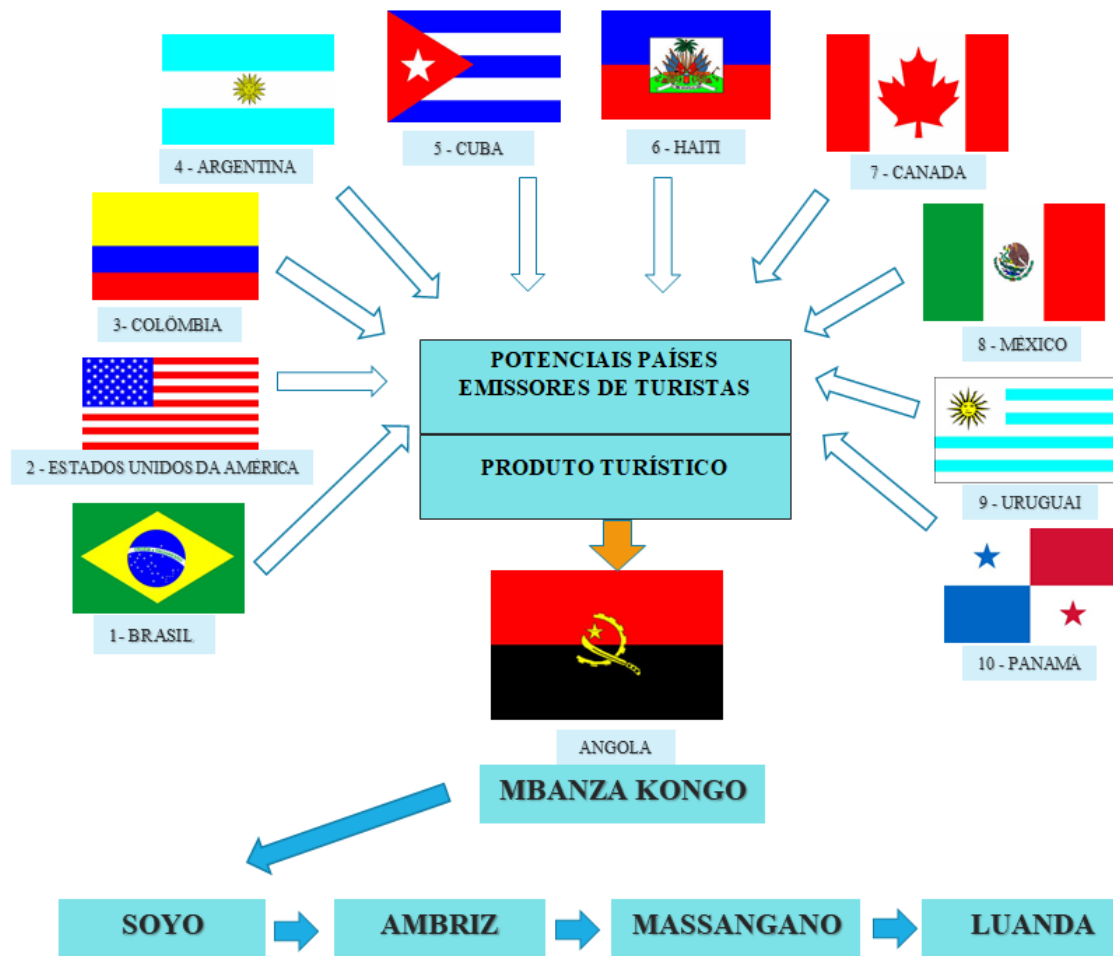 4 - ARGENTINA
5 - CUBA
6 - HAITI
7 - CANADA
3- COLÔMBIA
8 - MÉXICO
POTENCIAIS PAÍSES
EMISSORES DE TURISTAS
2 - ESTADOS UNIDOS DA AMÉRICA
PRODUTO TURÍSTICO
9 - URUGUAI
1- BRASIL
10 - PANAMÁ
ANGOLA
MBANZA KONGO
SOYO
AMBRIZ
MASSANGANO
LUANDA